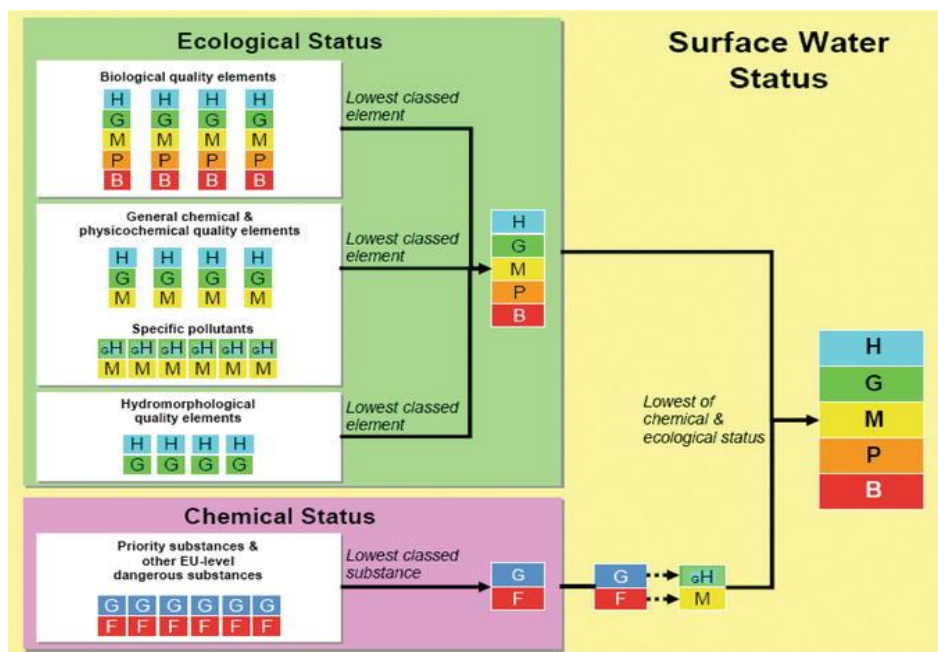 Ecological Status
Biological quality elements
H H H H
G G G G
M M M M
P P P P
B B B B
Lowest classed
element
General chemical &
physicochemical quality elements
H H H H
G G G G
M M M M
Lowest classed
element
Specific pollutants
GH GH GH GH GH GH
M M M M M M
Hydromorphological
quality elements
H H H H
G G G G
Lowest classed
element
H
G
M
P
B
Chemical Status
Priority substances &
other EU-level
dangerous substances
G G G G G G
F F F F F F
Lowest classed
substance
G
F
Surface Water
Status
G GH
F M
Lowest of
chemical &
ecological status
H
G
M
P
B